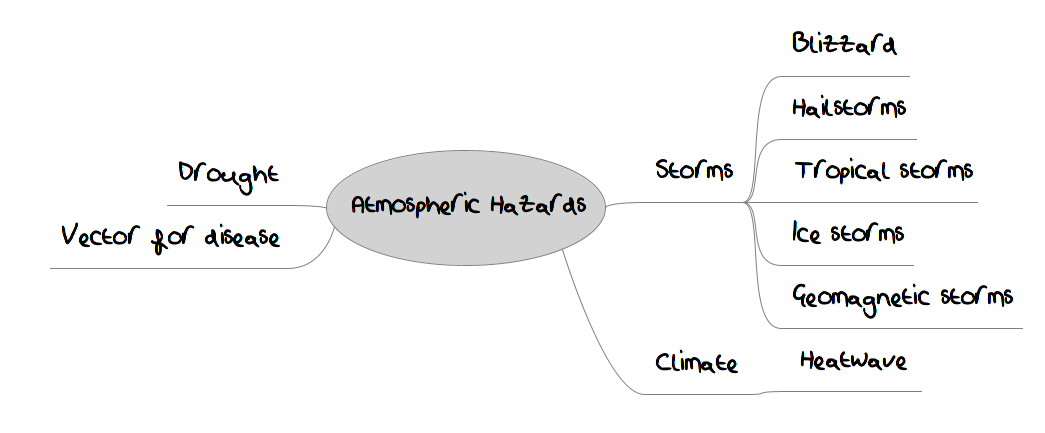 Atmospheric Hazards
Drought
Vector for disease
Storms
Blizzard
Hailstorms
Tropical storms
Ice storms
Geomagnetic storms
Climate
Heatwave